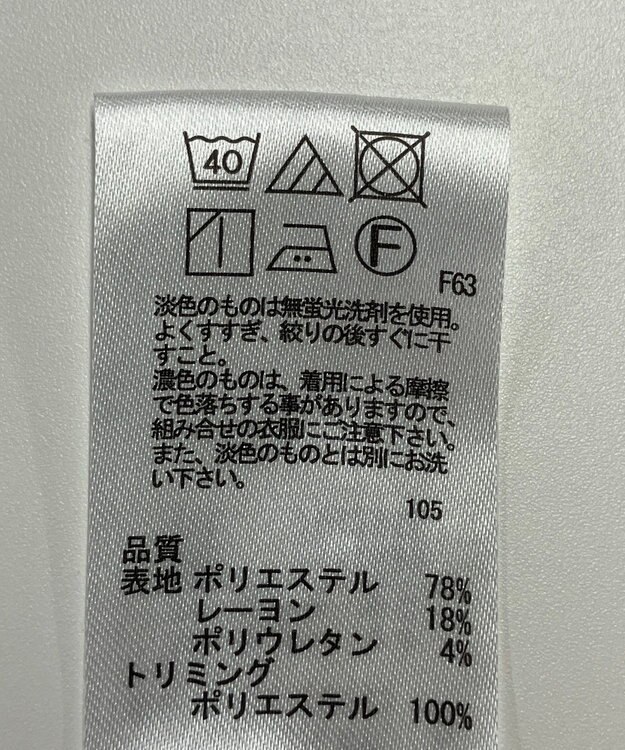 40
F
F63
淡色のものは無蛍光洗剤を使用。
よくすすぎ、絞りの後すぐに干
すこと。
濃色のものは、着用による摩擦
で色落ちする事がありますので、
組み合せの衣服にご注意下さい。
また、淡色のものとは別にお洗
い下さい。
105
品質
表地 ポリエステル 78%
レーヨン 18%
ポリウレタン 4%
トリミング
ポリエステル 100%